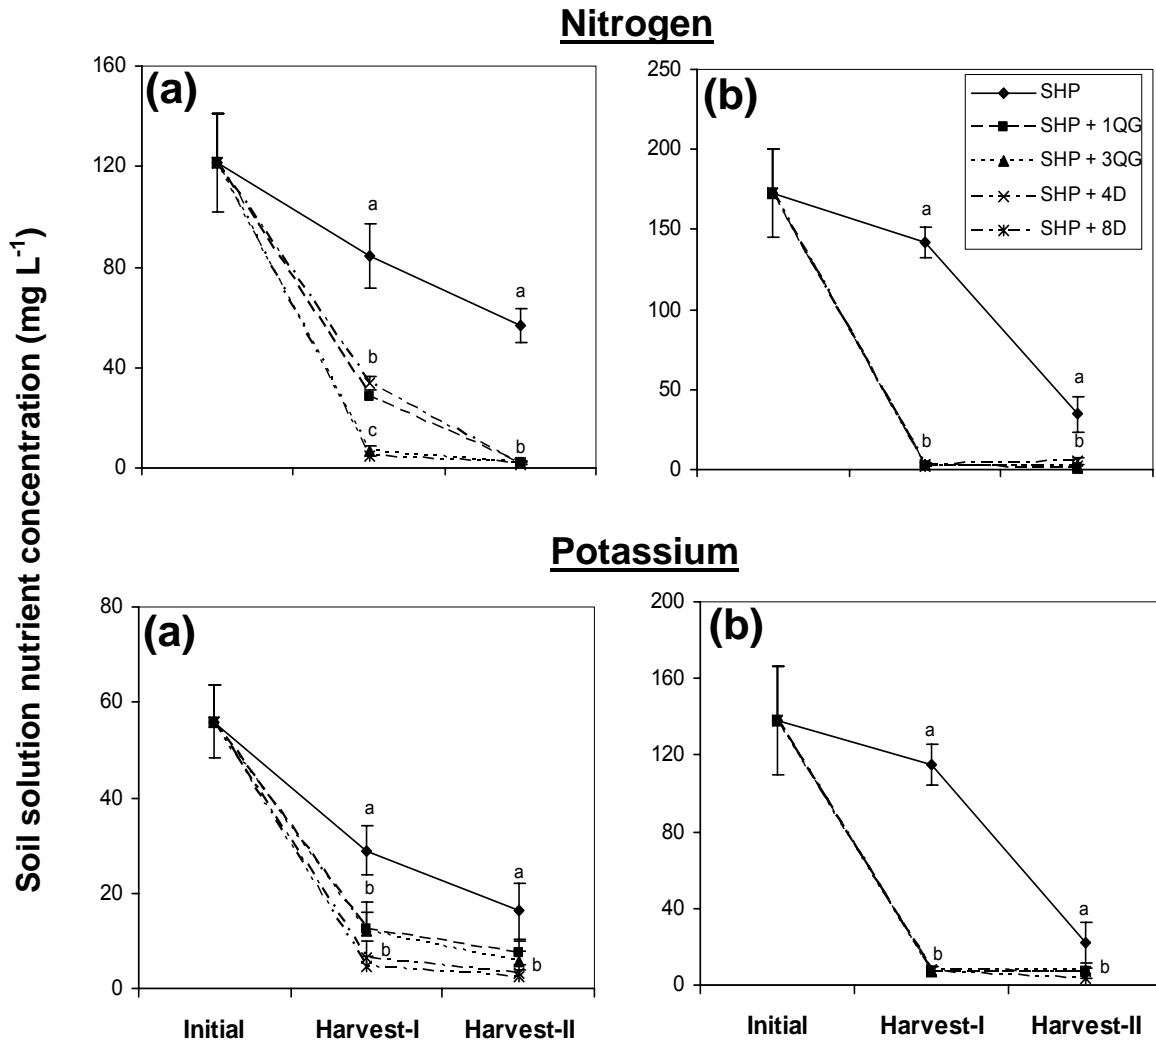 Nitrogen
Soil solution nutrient concentration (mg L⁻¹)
(a)
160
120
80
40
0
a
a
b
c
b
(b)
250
200
150
100
50
0
SHP
SHP + 1QG
SHP + 3QG
SHP + 4D
SHP + 8D
a
a
b
b
Potassium
(a)
80
60
40
20
0
a
a
b
b
b
Initial
Harvest-I
Harvest-II
(b)
200
160
120
80
40
0
a
a
b
b
Initial
Harvest-I
Harvest-II